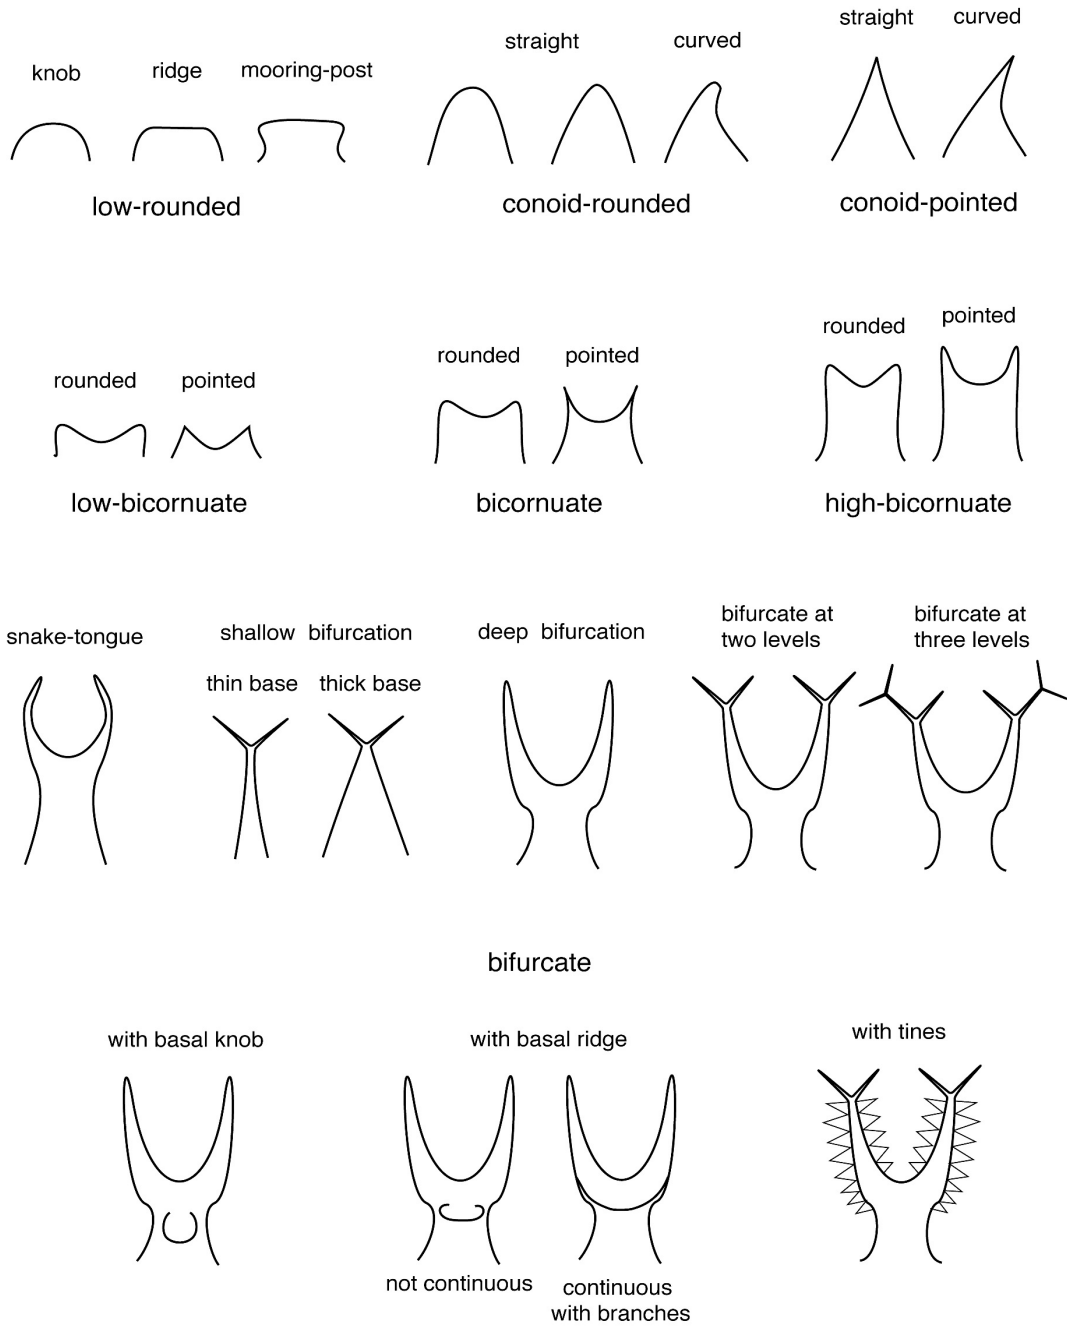 straight
curved
straight
curved
knob
ridge
mooring-post
low-rounded
conoid-rounded
conoid-pointed
rounded
pointed
rounded
pointed
rounded
pointed
low-bicornuate
bicornuate
high-bicornuate
snake-tongue
shallow bifurcation
thin base
thick base
deep bifurcation
bifurcate at
two levels
bifurcate at
three levels
bifurcate
with basal knob
with basal ridge
with tines
not continuous
continuous
with branches